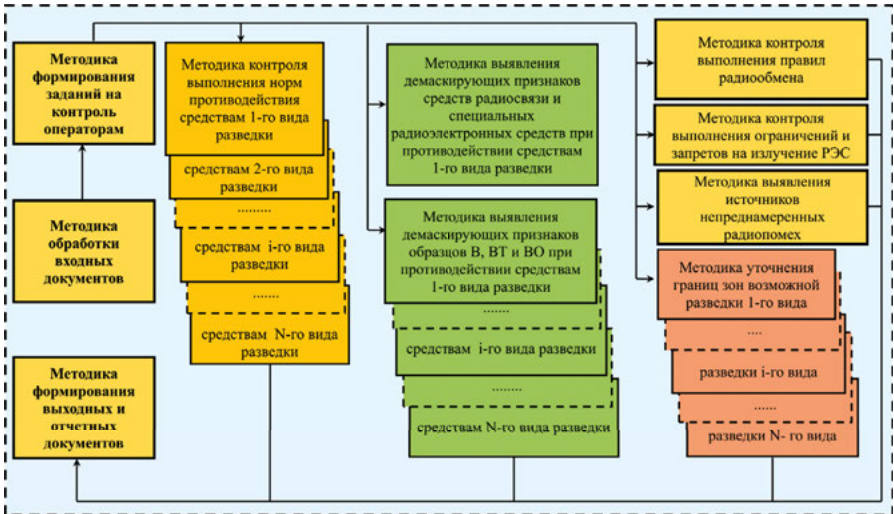 Методика
формирования
заданий на
контроль
операторам
Методика
обработки
входных
документов
Методика
формирования
выходных и
отчетных
документов
Методика контроля
выполнения норм
противодействия
средствам 1-го вида
разведки
средствам 2-го вида
разведки
.........
средствам i-го вида
разведки
.......
средствам N-го вида
разведки
Методика выявления
демаскирующих признаков
средств радиосвязи и
специальных
радиоэлектронных средств при
противодействии средствам
1-го вида разведки
Методика выявления
демаскирующих признаков
образцов В, ВТ и ВО при
противодействии средствам
1-го вида разведки
.......
средствам i-го вида разведки
........
средствам N-го вида разведки
Методика контроля
выполнения правил
радиообмена
Методика контроля
выполнения ограничений и
запретов на излучение РЭС
Методика выявления
источников
непреднамеренных
радиопомех
Методика уточнения
границ зон возможной
разведки 1-го вида
....
разведки i-го вида
......
разведки N- го вида